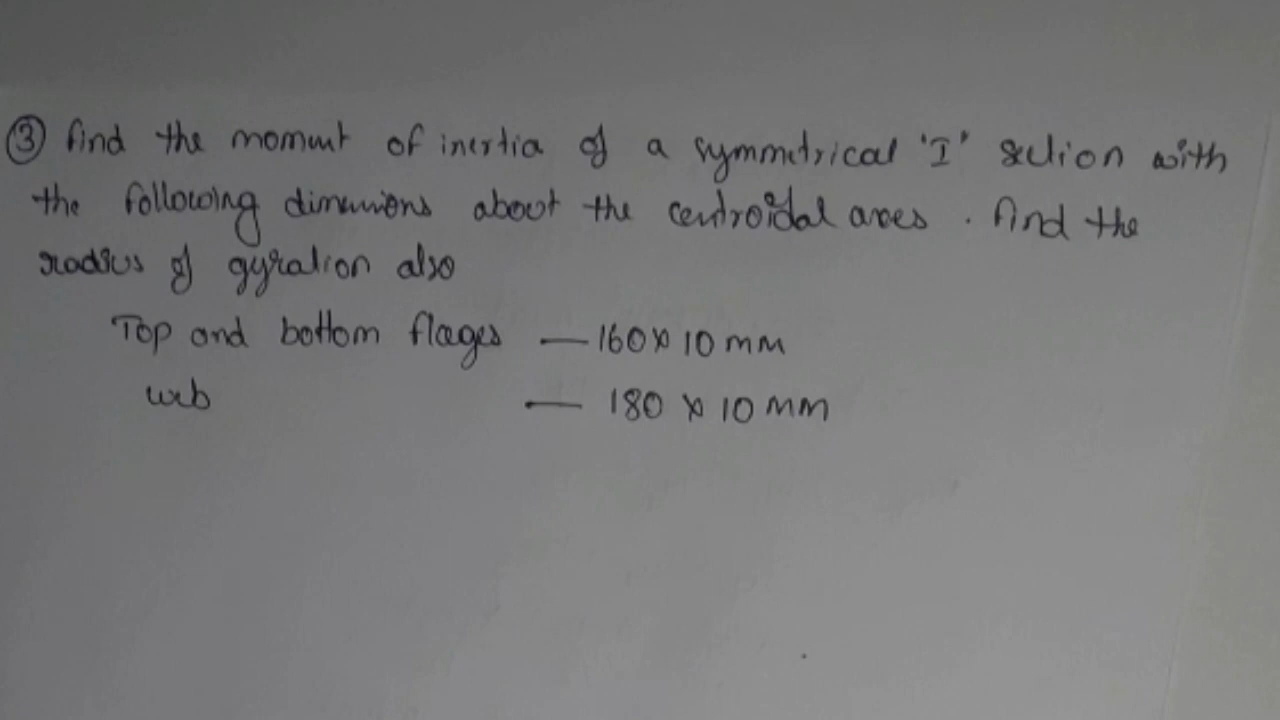 ③ find the moment of inertia of a symmetrical 'I' section with
the following dimensions about the centroidal axes. find the
radius of gyration also
Top and bottom flages — 160 x 10 mm
web — 180 x 10 mm